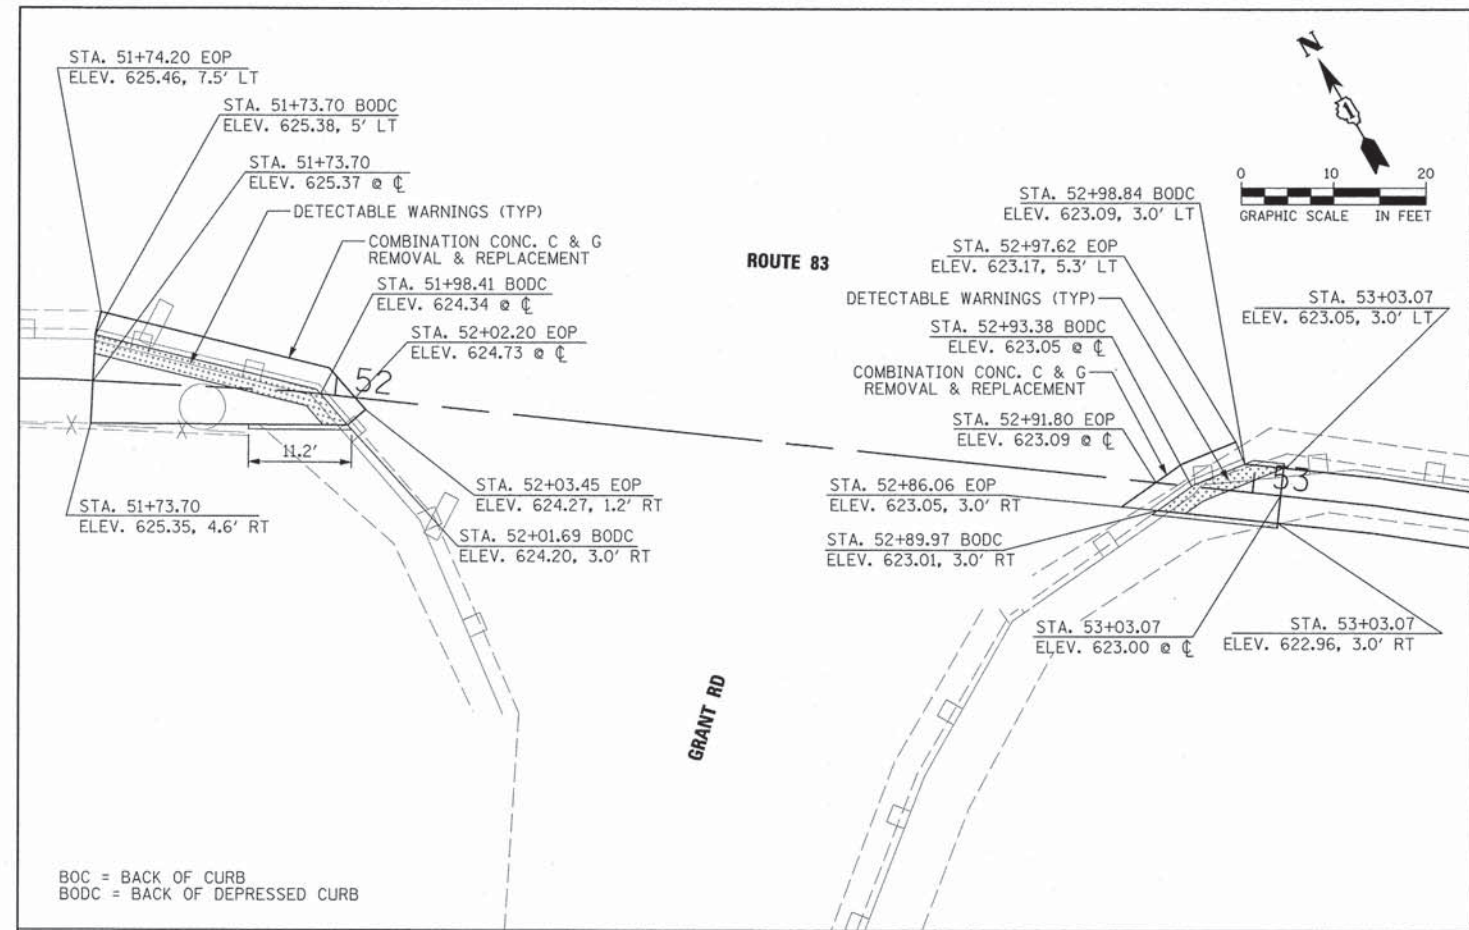 STA. 51+74.20 EOP
ELEV. 625.46, 7.5' LT
STA. 51+73.70 BODC
ELEV. 625.38, 5' LT
STA. 51+73.70
ELEV. 625.37 @ ℄
DETECTABLE WARNINGS (TYP)
COMBINATION CONC. C & G
REMOVAL & REPLACEMENT
STA. 51+98.41 BODC
ELEV. 624.34 @ ℄
STA. 52+02.20 EOP
ELEV. 624.73 @ ℄
52
11.2'
STA. 51+73.70
ELEV. 625.35, 4.6' RT
STA. 52+03.45 EOP
ELEV. 624.27, 1.2' RT
STA. 52+01.69 BODC
ELEV. 624.20, 3.0' RT
ROUTE 83
GRANT RD
N
1
0 10 20
GRAPHIC SCALE IN FEET
STA. 52+98.84 BODC
ELEV. 623.09, 3.0' LT
STA. 52+97.62 EOP
ELEV. 623.17, 5.3' LT
DETECTABLE WARNINGS (TYP)
STA. 53+03.07
ELEV. 623.05, 3.0' LT
STA. 52+93.38 BODC
ELEV. 623.05 @ ℄
COMBINATION CONC. C & G
REMOVAL & REPLACEMENT
STA. 52+91.80 EOP
ELEV. 623.09 @ ℄
53
STA. 52+86.06 EOP
ELEV. 623.05, 3.0' RT
STA. 52+89.97 BODC
ELEV. 623.01, 3.0' RT
STA. 53+03.07
ELEV. 623.00 @ ℄
STA. 53+03.07
ELEV. 622.96, 3.0' RT
BOC = BACK OF CURB
BODC = BACK OF DEPRESSED CURB